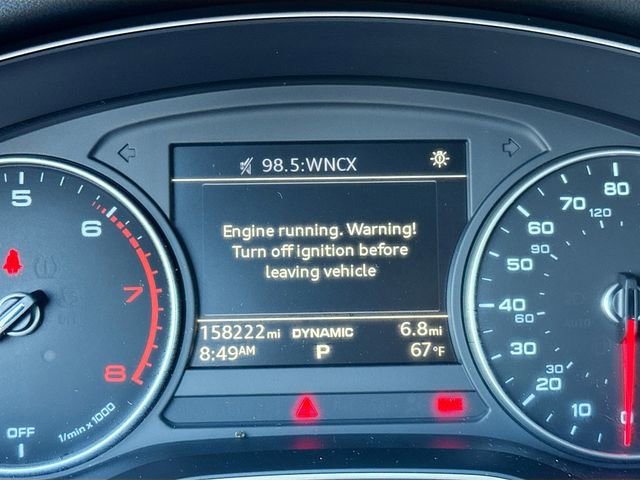 98.5:WNCX
Engine running. Warning!
Turn off ignition before
leaving vehicle
158222mi DYNAMIC 6.8mi
8:49AM P 67°F
5
6
7
8
OFF
1/min x 1000
80
70
120
60
90
50
40
60
30
30
20
10
0